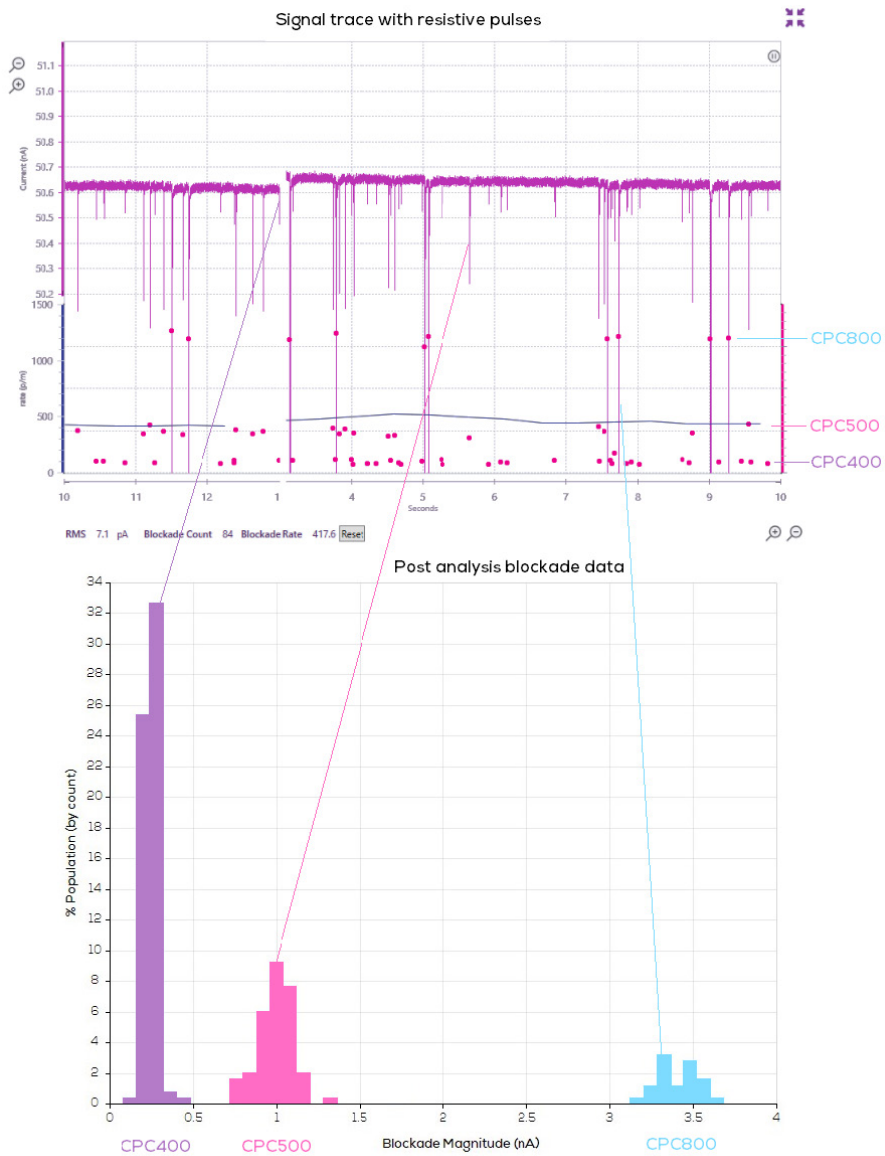 Signal trace with resistive pulses
51.1
51.0
50.9
50.8
50.7
50.6
50.5
50.4
50.3
50.2
Current (nA)
1500
1000
500
0
rate (p/m)
CPC800
CPC500
CPC400
10 12 1 4 5 6 7 8 9 10
Seconds
RMS 7.1 pA Blockade Count 84 Blockade Rate 417.6 Reset
Post analysis blockade data
34
32
30
28
26
24
22
20
18
16
14
12
10
8
6
4
2
0
% Population (by count)
0 0.5 1 1.5 2 2.5 3 3.5 4
CPC400 CPC500 Blockade Magnitude (nA) CPC800